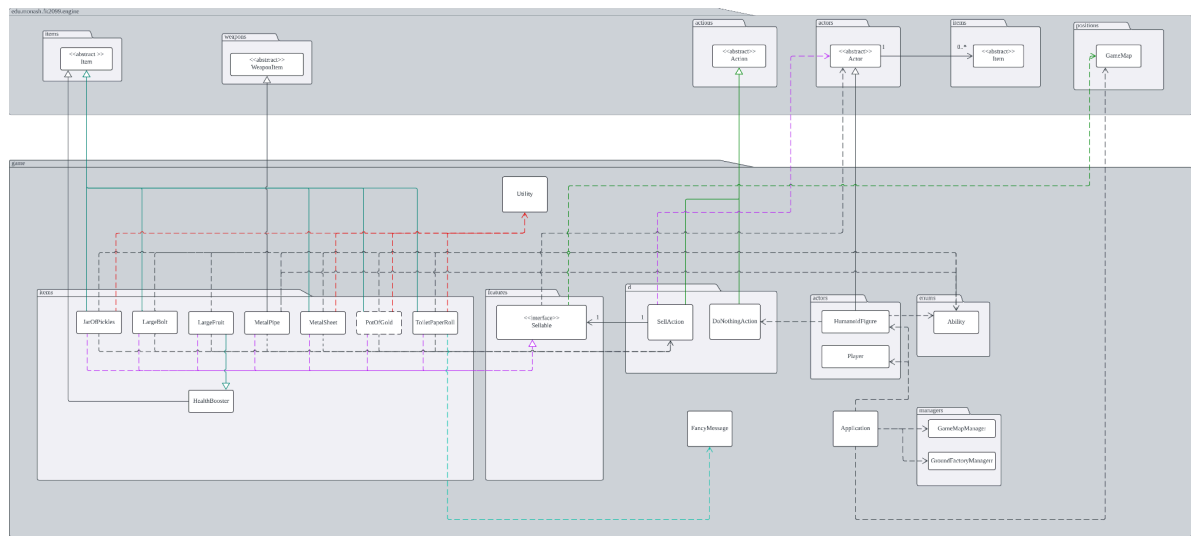 edu.monash.fit2099.engine
items
<<abstract >>
Item
weapons
<<abstract>>
WeaponItem
actions
<<abstract>>
Action
actors
<<abstract>>
Actor
1
0..*
items
<<abstract>>
Item
positions
GameMap
game
Utility
items
JarOfPickles
LargeBolt
LargeFruit
MetalPipe
MetalSheet
PotOfGold
ToiletPaperRoll
HealthBooster
features
<<interface>>
Sellable
1
1
d
SellAction
DoNothingAction
actors
HumanoidFigure
Player
enums
Ability
FancyMessage
Application
managers
GameMapManager
GroundFactoryManagerr